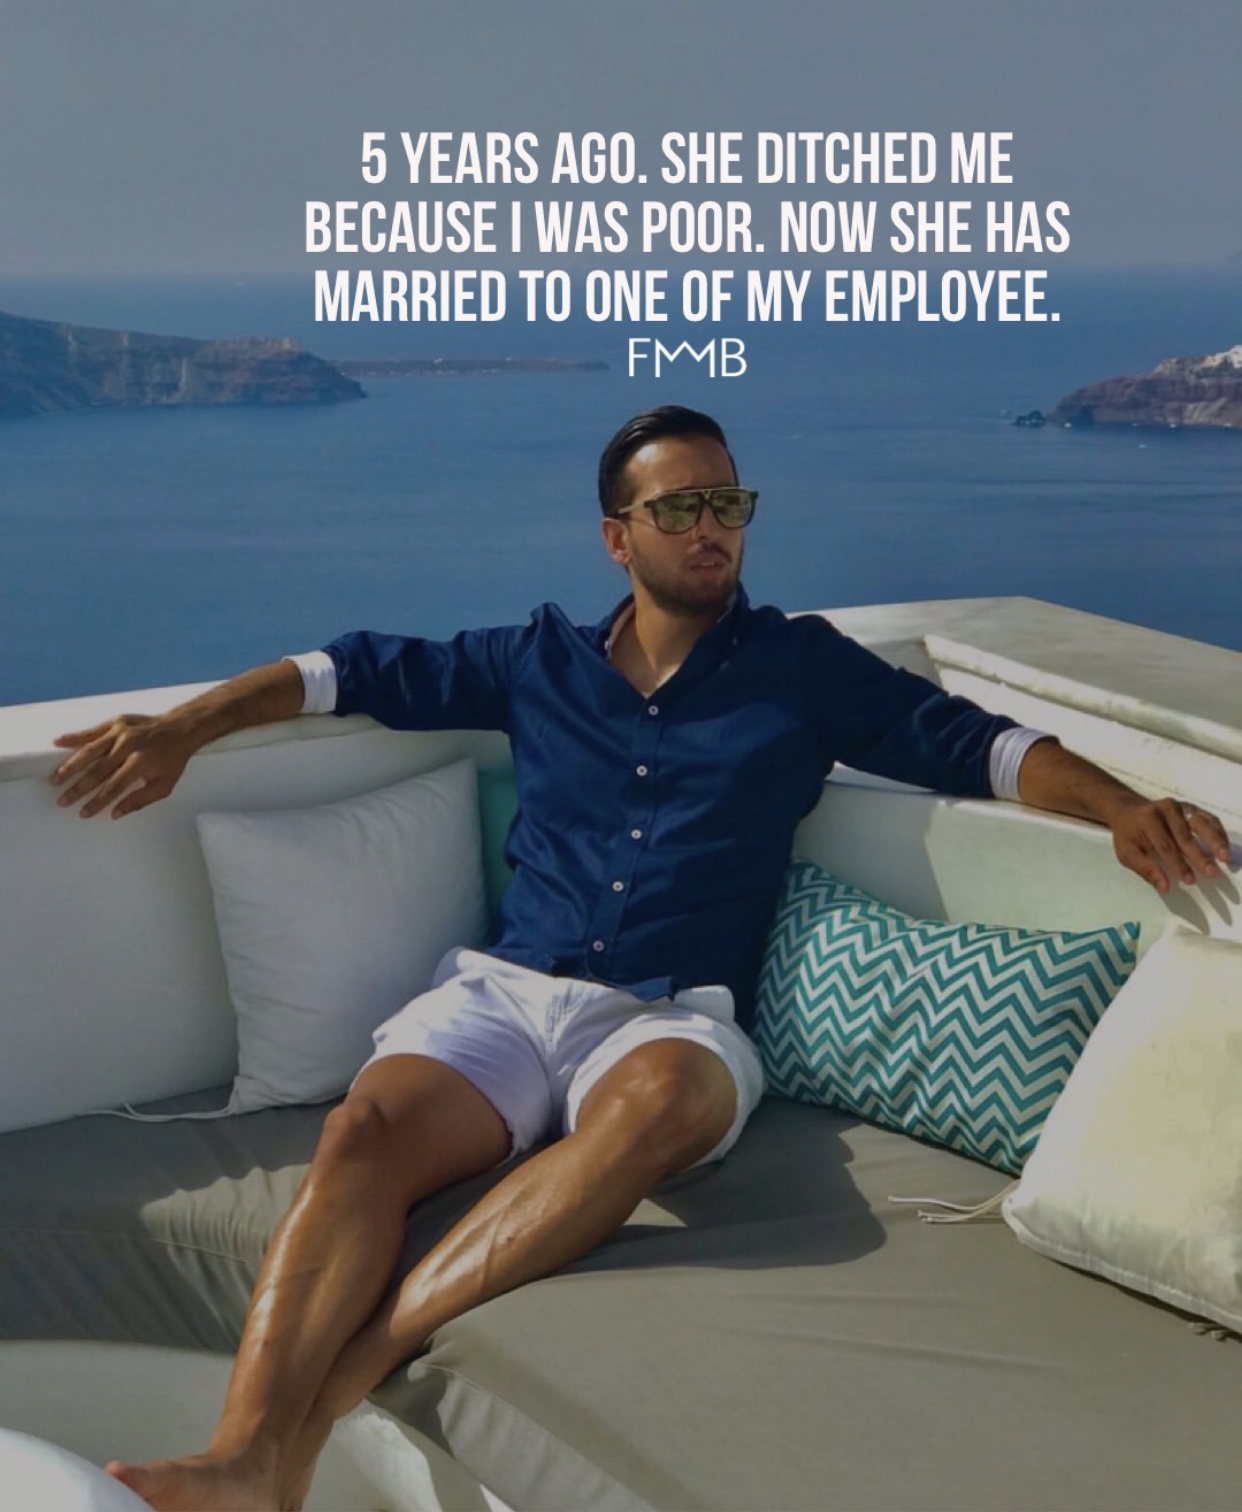 5 YEARS AGO. SHE DITCHED ME
BECAUSE I WAS POOR. NOW SHE HAS
MARRIED TO ONE OF MY EMPLOYEE.
FMMB